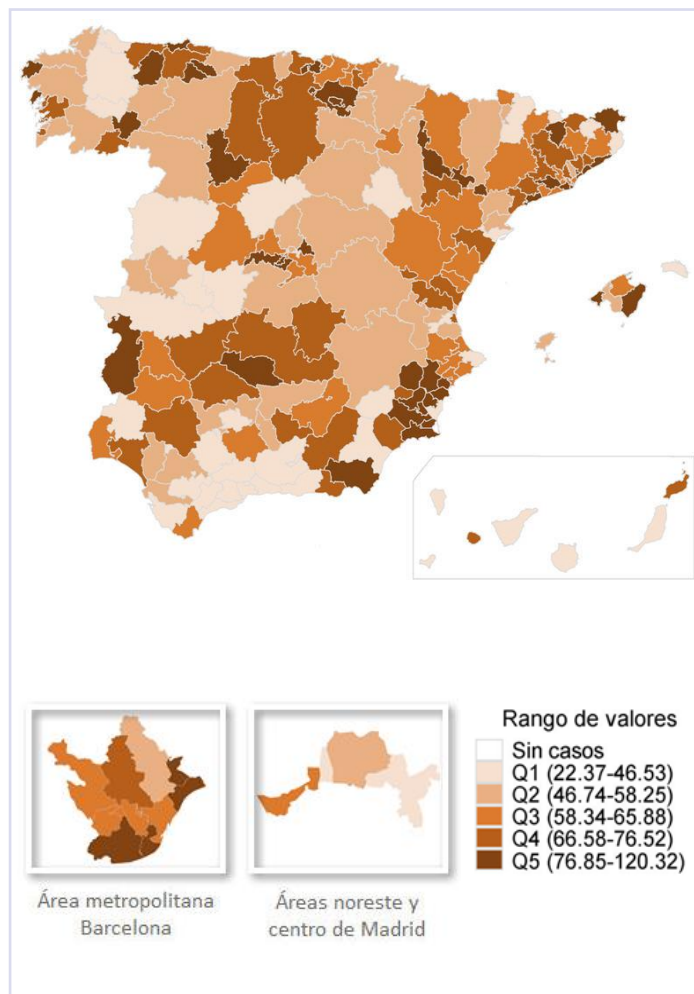 Rango de valores
Sin casos
Q1 (22.37-46.53)
Q2 (46.74-58.25)
Q3 (58.34-65.88)
Q4 (66.58-76.52)
Q5 (76.85-120.32)
Área metropolitana
Barcelona
Áreas noreste y
centro de Madrid